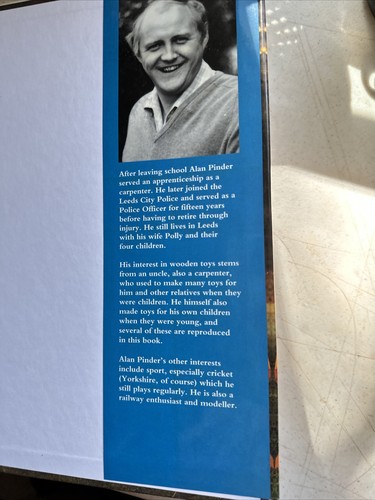 After leaving school Alan Pinder
served an apprenticeship as a
carpenter. He later joined the
Leeds City Police and served as a
Police Officer for fifteen years
before having to retire through
injury. He still lives in Leeds
with his wife Polly and their
four children.
His interest in wooden toys stems
from an uncle, also a carpenter,
who used to make many toys for
him and other relatives when they
were children. He himself also
made toys for his own children
when they were young, and
several of these are reproduced
in this book.
Alan Pinder's other interests
include sport, especially cricket
(Yorkshire, of course) which he
still plays regularly. He is also a
railway enthusiast and modeller.